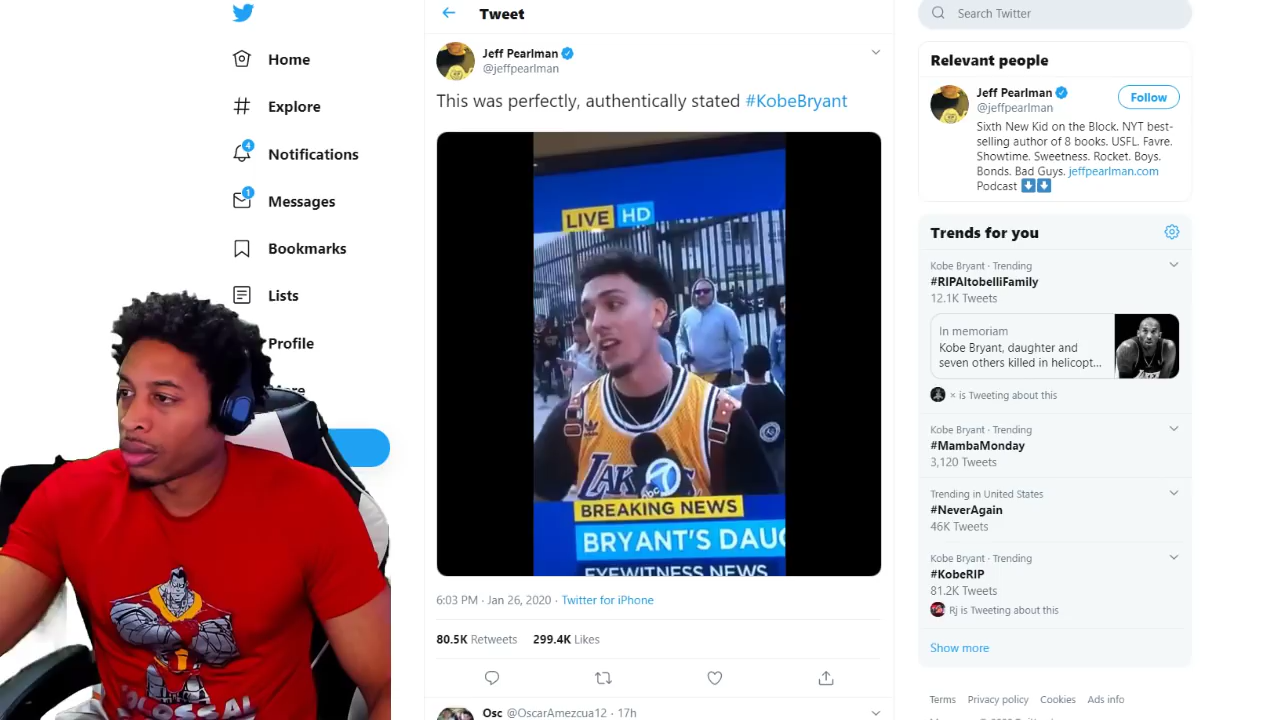 Home
Explore
4
Notifications
1
Messages
Bookmarks
Lists
Profile
More
Tweet
Jeff Pearlman
@jeffpearlman
This was perfectly, authentically stated #KobeBryant
LIVE HD
LAK
abc 7
BREAKING NEWS
BRYANT'S DAUG
EYEWITNESS NEWS
6:03 PM · Jan 26, 2020 · Twitter for iPhone
80.5K Retweets 299.4K Likes
Osc @OscarAmezcua12 · 17h
COLOSSAL
Search Twitter
Relevant people
Jeff Pearlman
@jeffpearlman
Follow
Sixth New Kid on the Block. NYT best-
selling author of 8 books. USFL. Favre.
Showtime. Sweetness. Rocket. Boys.
Bonds. Bad Guys. jeffpearlman.com
Podcast
Trends for you
Kobe Bryant · Trending
#RIPAltobelliFamily
12.1K Tweets
In memoriam
Kobe Bryant, daughter and
seven others killed in helicopt...
× is Tweeting about this
Kobe Bryant · Trending
#MambaMonday
3,120 Tweets
Trending in United States
#NeverAgain
46K Tweets
Kobe Bryant · Trending
#KobeRIP
81.2K Tweets
Rj is Tweeting about this
Show more
Terms Privacy policy Cookies Ads info